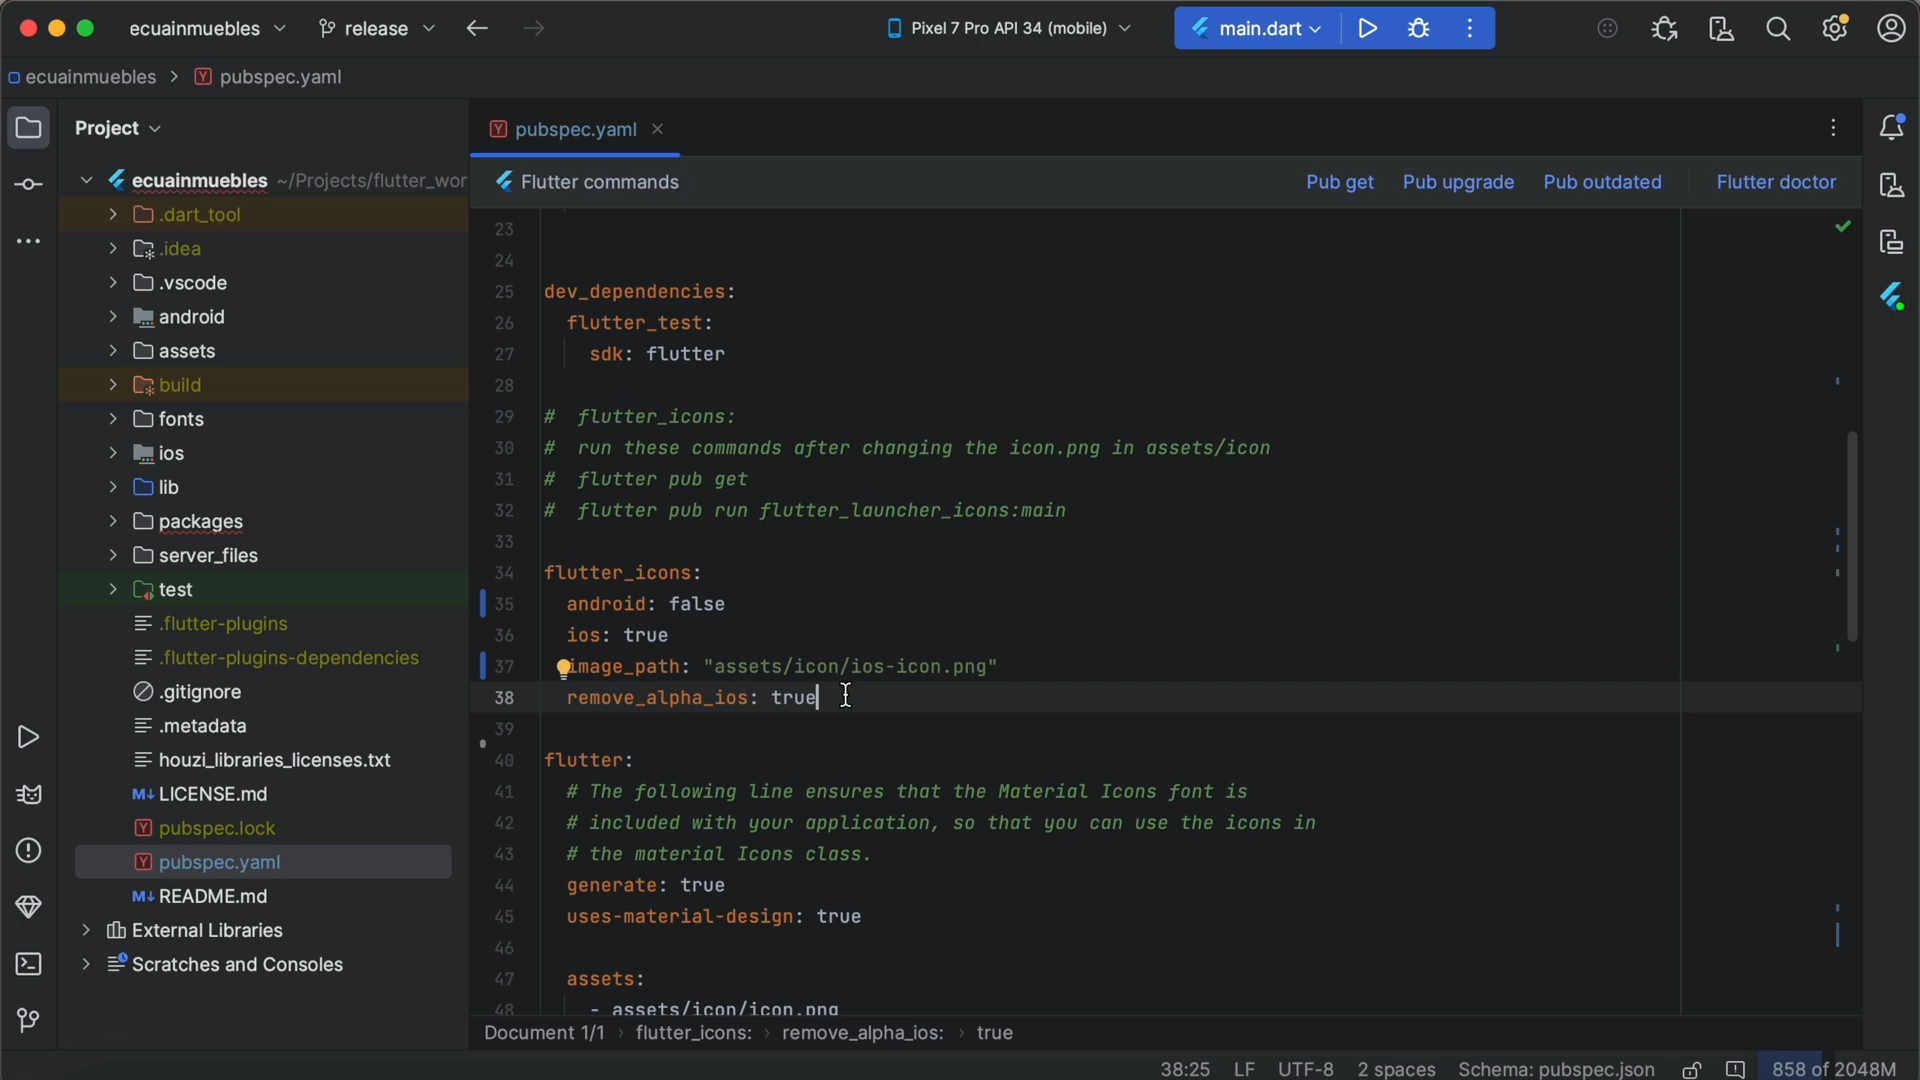 ecuainmuebles release Pixel 7 Pro API 34 (mobile) main.dart
ecuainmuebles > pubspec.yaml
Project
pubspec.yaml
Flutter commands Pub get Pub upgrade Pub outdated Flutter doctor
ecuainmuebles ~/Projects/flutter_wor
.dart_tool
.idea
.vscode
android
assets
build
fonts
ios
lib
packages
server_files
test
.flutter-plugins
.flutter-plugins-dependencies
.gitignore
.metadata
houzi_libraries_licenses.txt
M↓ LICENSE.md
pubspec.lock
pubspec.yaml
M↓ README.md
External Libraries
Scratches and Consoles
23
24
25 dev_dependencies:
26 flutter_test:
27 sdk: flutter
28
29 # flutter_icons:
30 # run these commands after changing the icon.png in assets/icon
31 # flutter pub get
32 # flutter pub run flutter_launcher_icons:main
33
34 flutter_icons:
35 android: false
36 ios: true
37 image_path: "assets/icon/ios-icon.png"
38 remove_alpha_ios: true
39
40 flutter:
41 # The following line ensures that the Material Icons font is
42 # included with your application, so that you can use the icons in
43 # the material Icons class.
44 generate: true
45 uses-material-design: true
46
47 assets:
48 - assets/icon/icon.png
Document 1/1 > flutter_icons: > remove_alpha_ios: > true
38:25 LF UTF-8 2 spaces Schema: pubspec.json 858 of 2048M